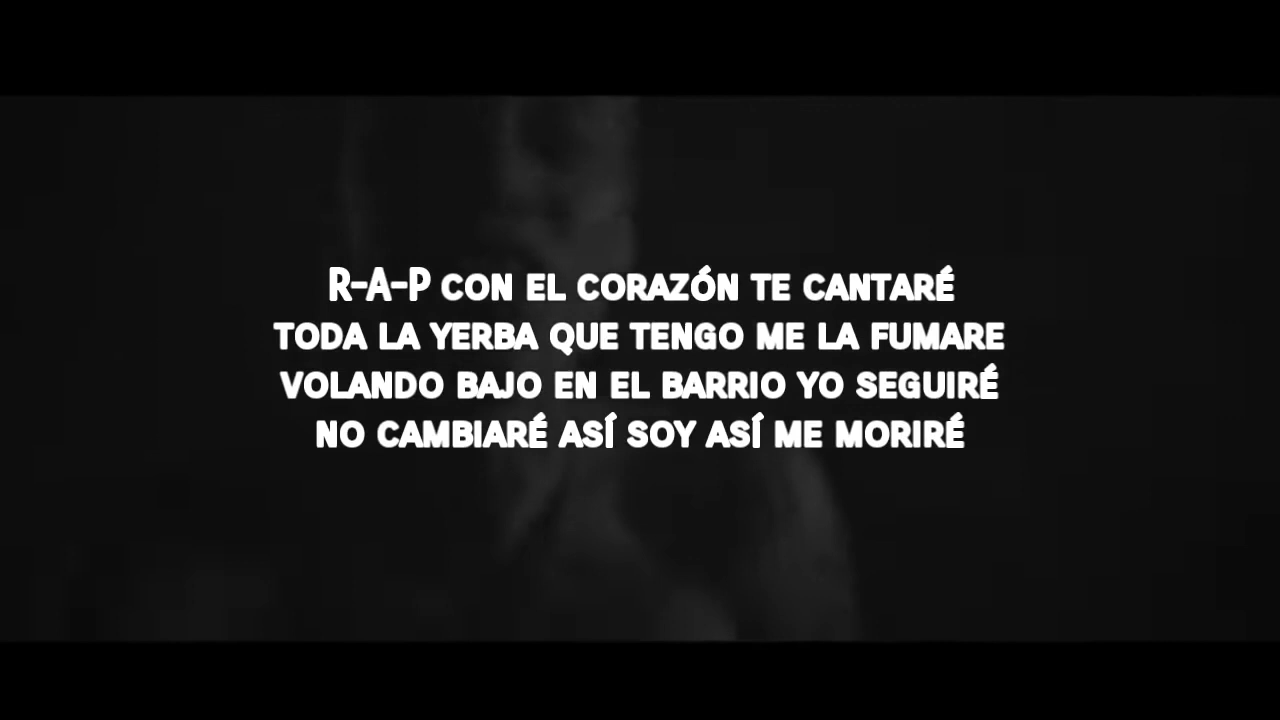 R-A-P CON EL CORAZÓN TE CANTARÉ
TODA LA YERBA QUE TENGO ME LA FUMARE
VOLANDO BAJO EN EL BARRIO YO SEGUIRÉ
NO CAMBIARÉ ASÍ SOY ASÍ ME MORIRÉ